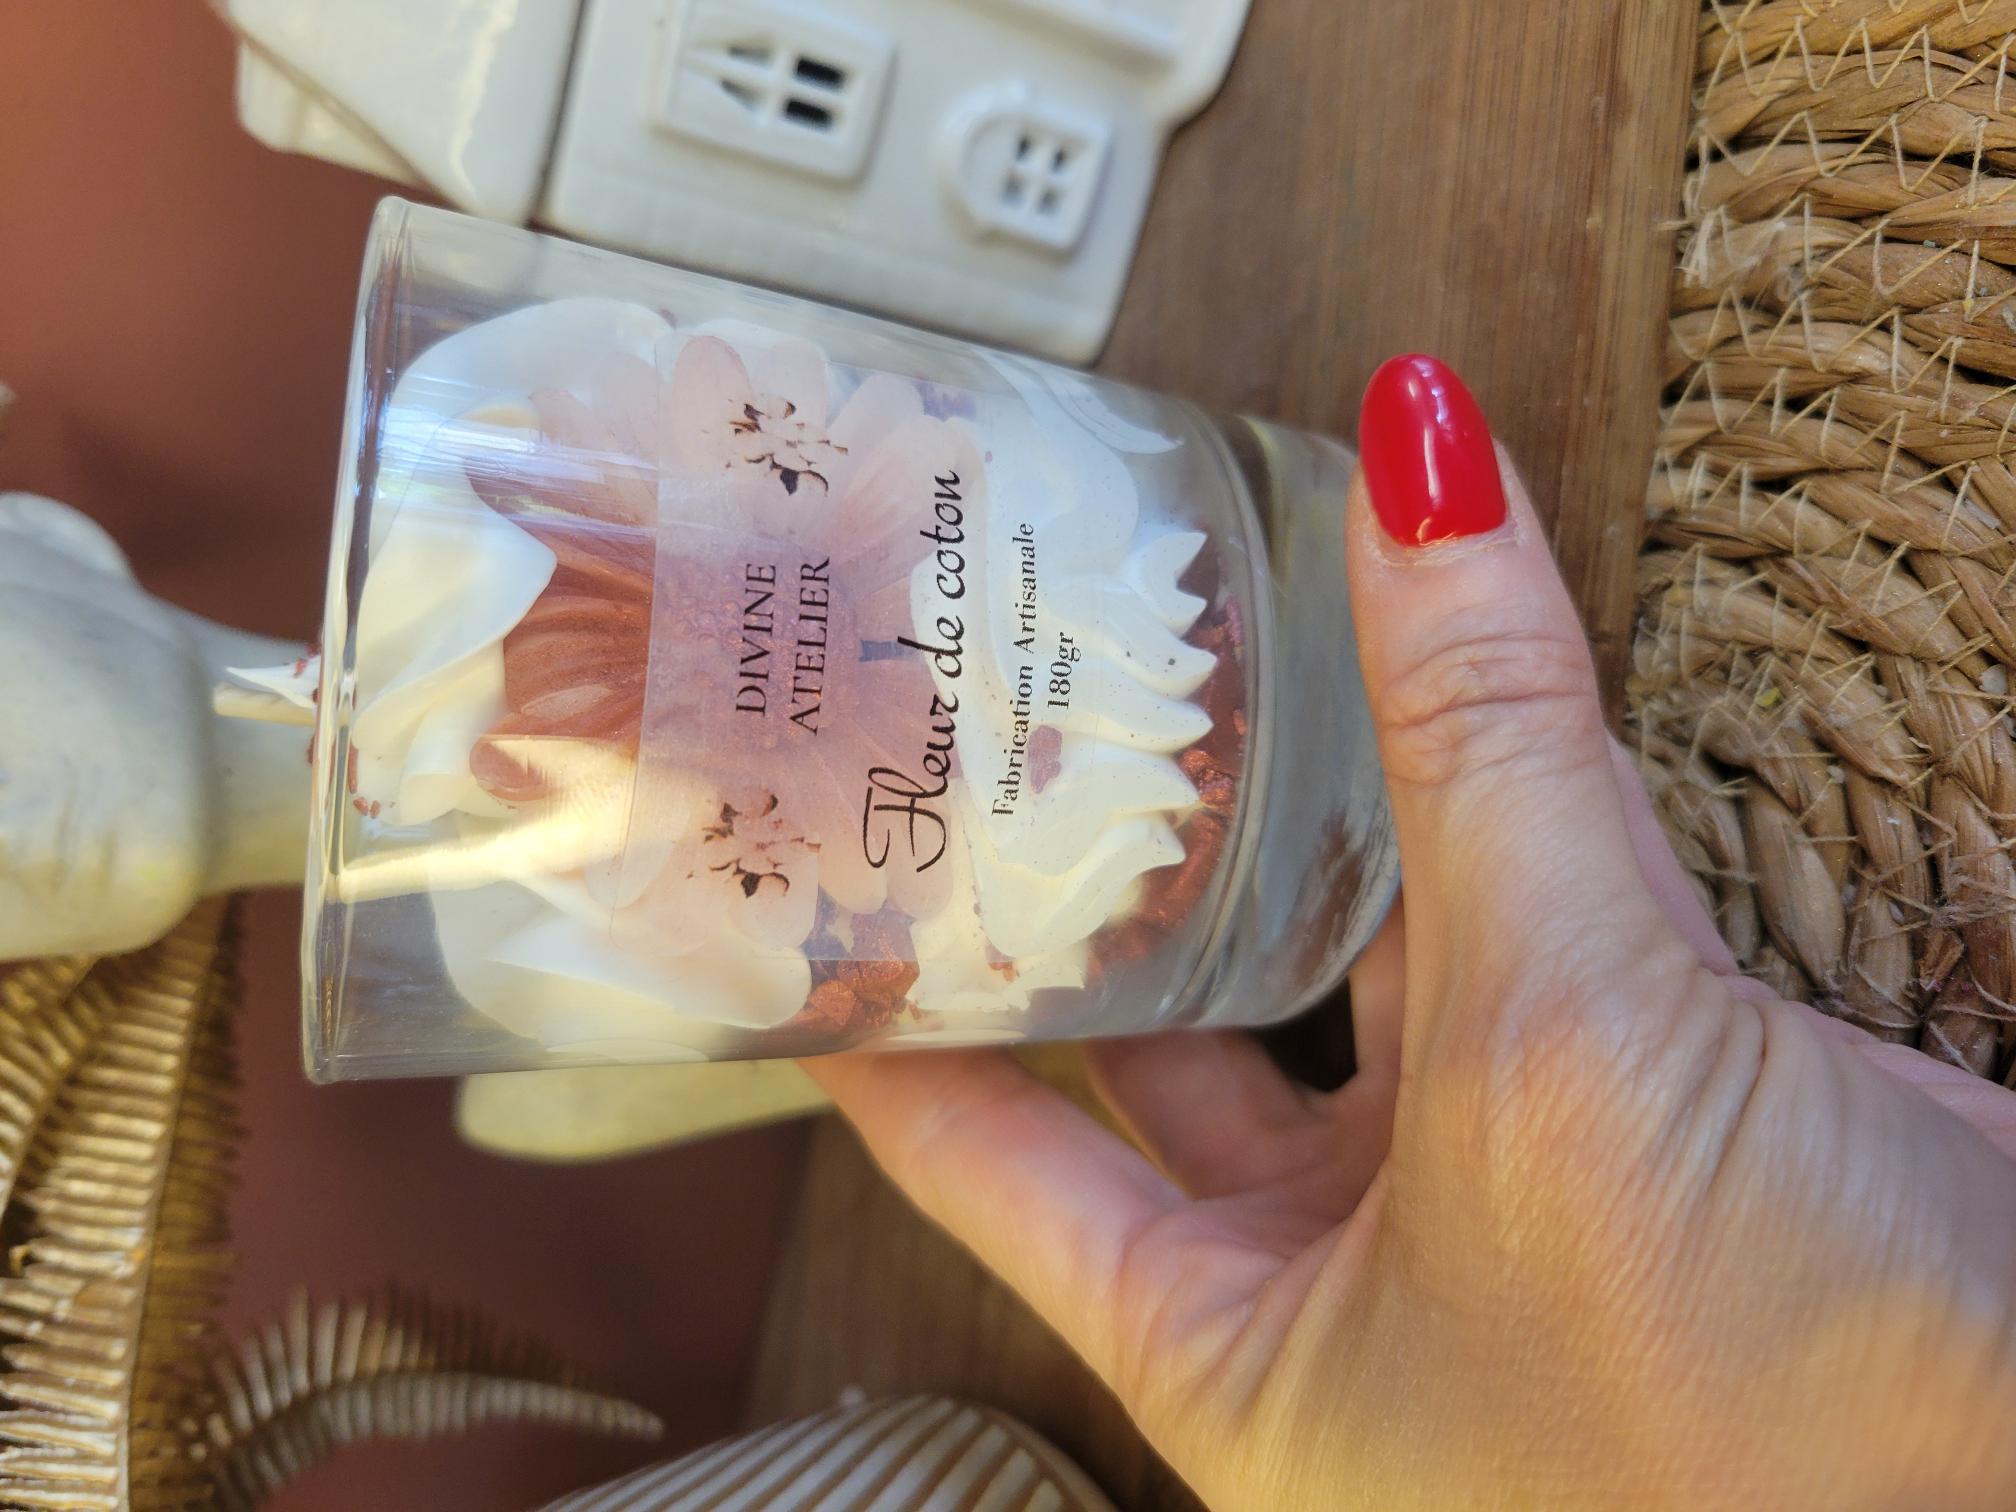 DIVINE
ATELIER
Fleur de coton
Fabrication Artisanale
180gr